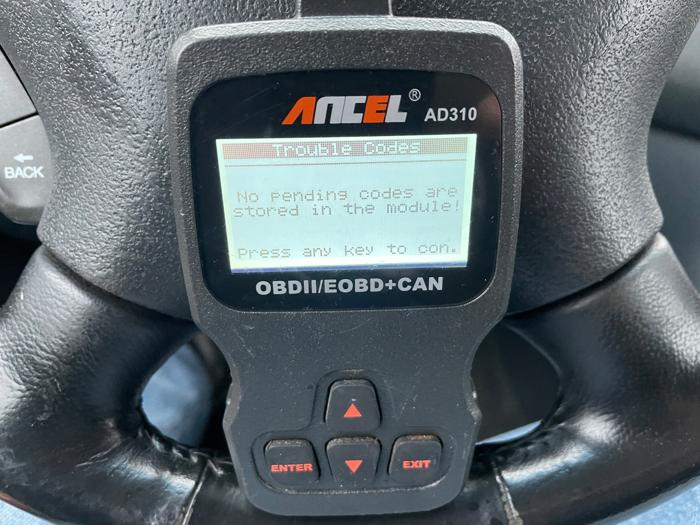 ← BACK
ANCEL® AD310
Trouble Codes
No pending codes are
stored in the module!
Press any key to con.
OBDII/EOBD+CAN
▲
ENTER ▼ EXIT